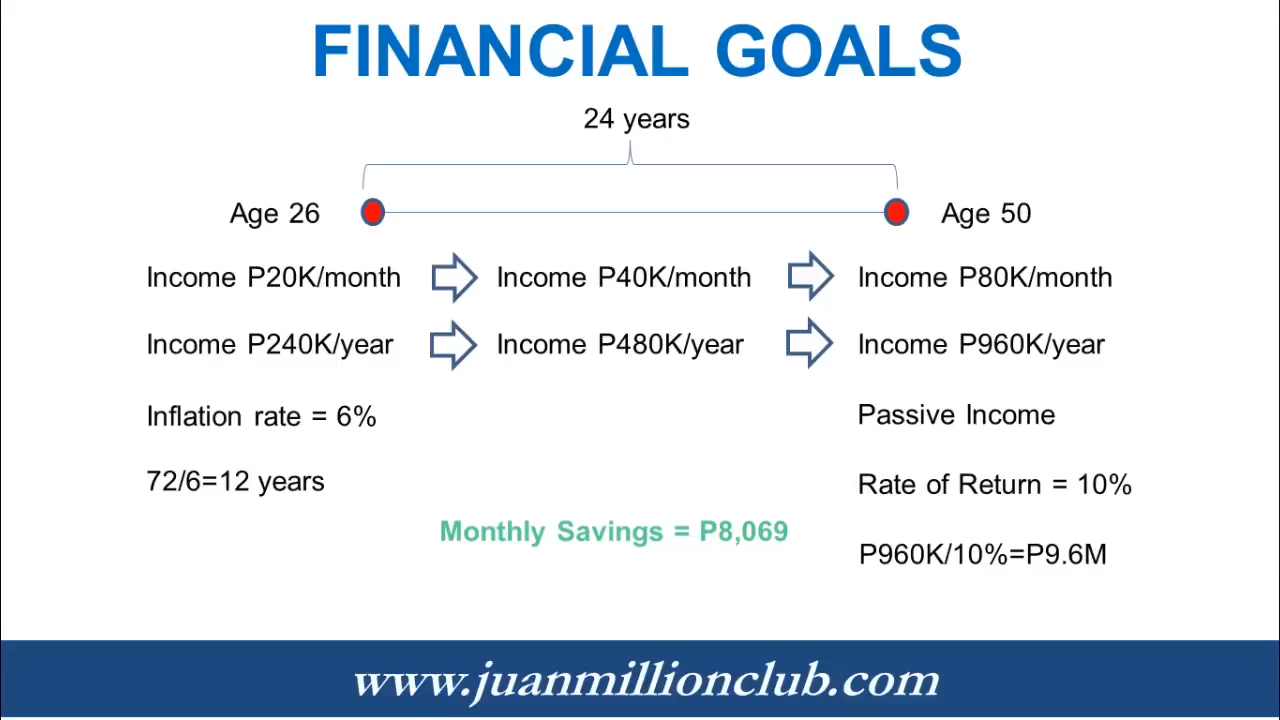 FINANCIAL GOALS
24 years
Age 26
Age 50
Income P20K/month
Income P40K/month
Income P80K/month
Income P240K/year
Income P480K/year
Income P960K/year
Inflation rate = 6%
Passive Income
72/6=12 years
Rate of Return = 10%
Monthly Savings = P8,069
P960K/10%=P9.6M
www.juanmillionclub.com